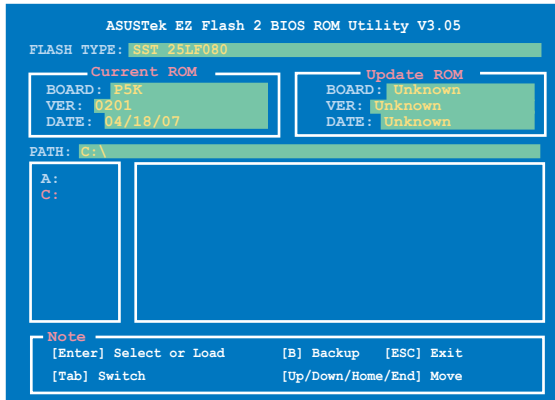 ASUSTek EZ Flash 2 BIOS ROM Utility V3.05
FLASH TYPE: SST 25LF080
Current ROM
BOARD: P5K
VER: 0201
DATE: 04/18/07
Update ROM
BOARD: Unknown
VER: Unknown
DATE: Unknown
PATH: C:\
A:
C:
Note
[Enter] Select or Load [B] Backup [ESC] Exit
[Tab] Switch [Up/Down/Home/End] Move